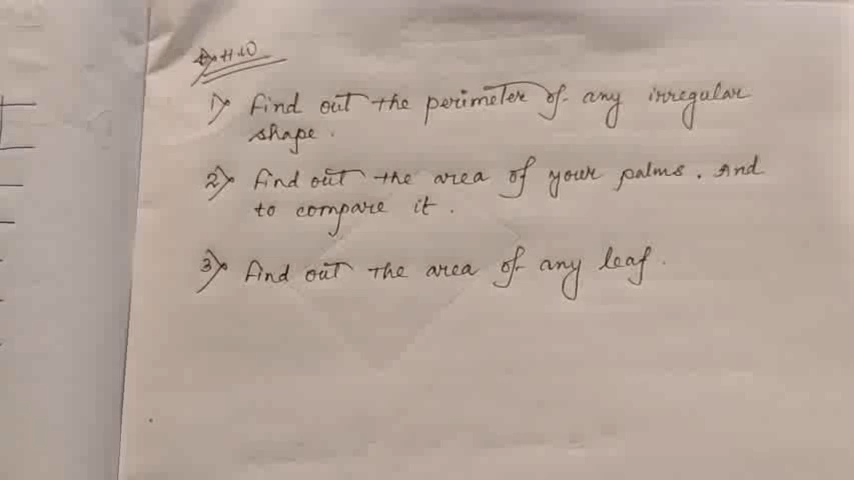 H.W
1) Find out the perimeter of any irregular
shape.
2) Find out the area of your palms. And
to compare it.
3) Find out the area of any leaf.